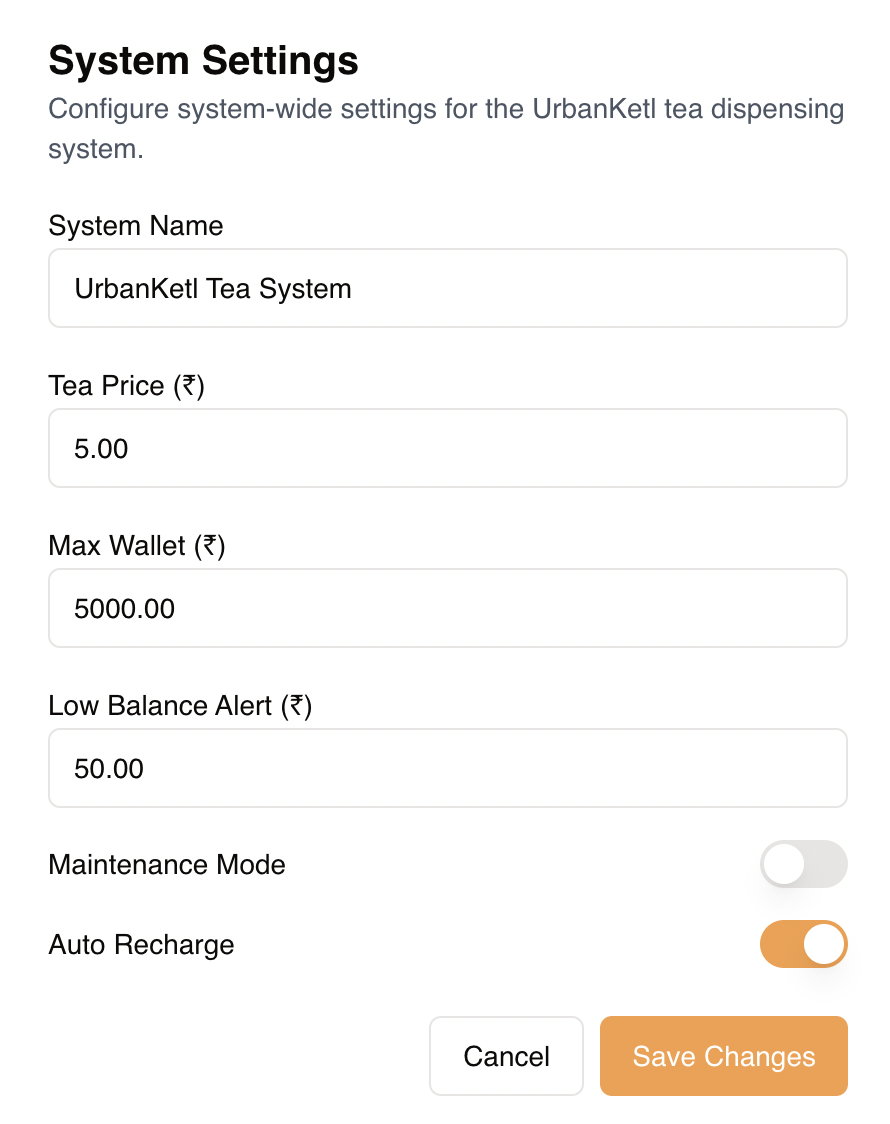 System Settings
Configure system-wide settings for the UrbanKetl tea dispensing
system.
System Name
UrbanKetl Tea System
Tea Price (₹)
5.00
Max Wallet (₹)
5000.00
Low Balance Alert (₹)
50.00
Maintenance Mode
Auto Recharge
Cancel
Save Changes